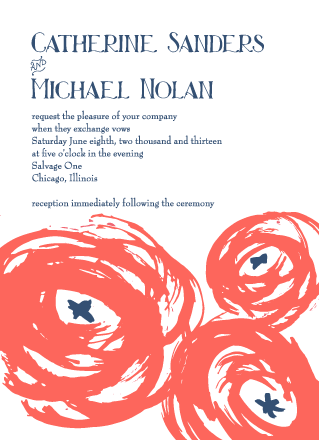 Catherine Sanders
and
Michael Nolan
request the pleasure of your company
when they exchange vows
Saturday June eighth, two thousand and thirteen
at five o'clock in the evening
Salvage One
Chicago, Illinois
reception immediately following the ceremony